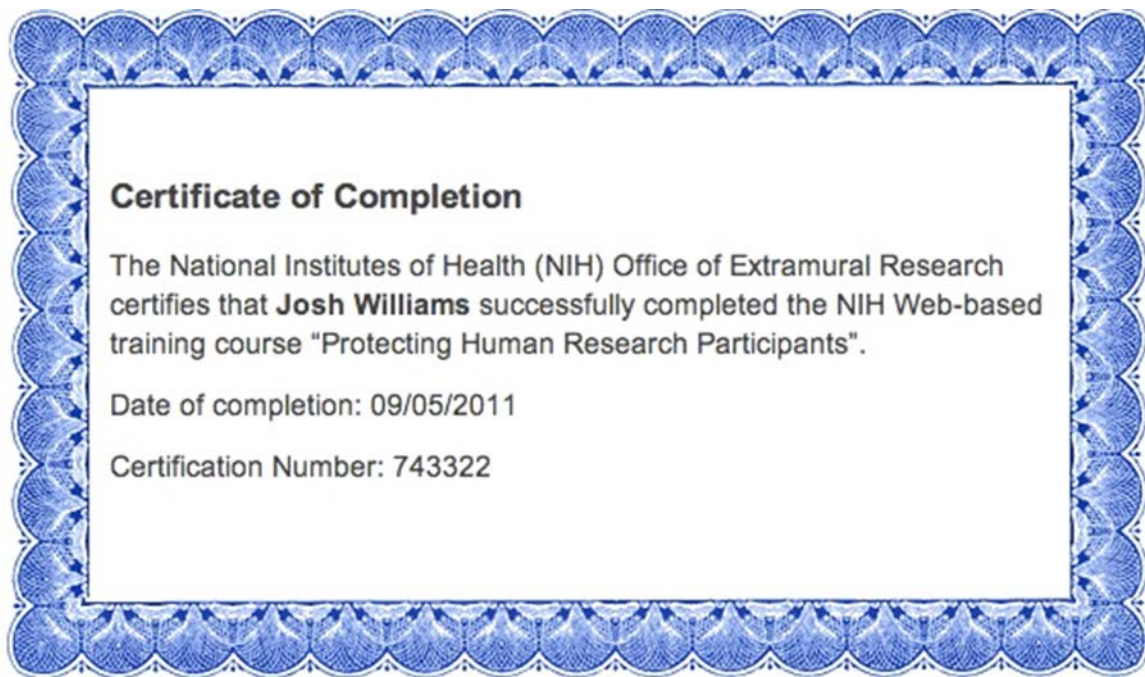 Certificate of Completion
The National Institutes of Health (NIH) Office of Extramural Research
certifies that Josh Williams successfully completed the NIH Web-based
training course “Protecting Human Research Participants”.
Date of completion: 09/05/2011
Certification Number: 743322